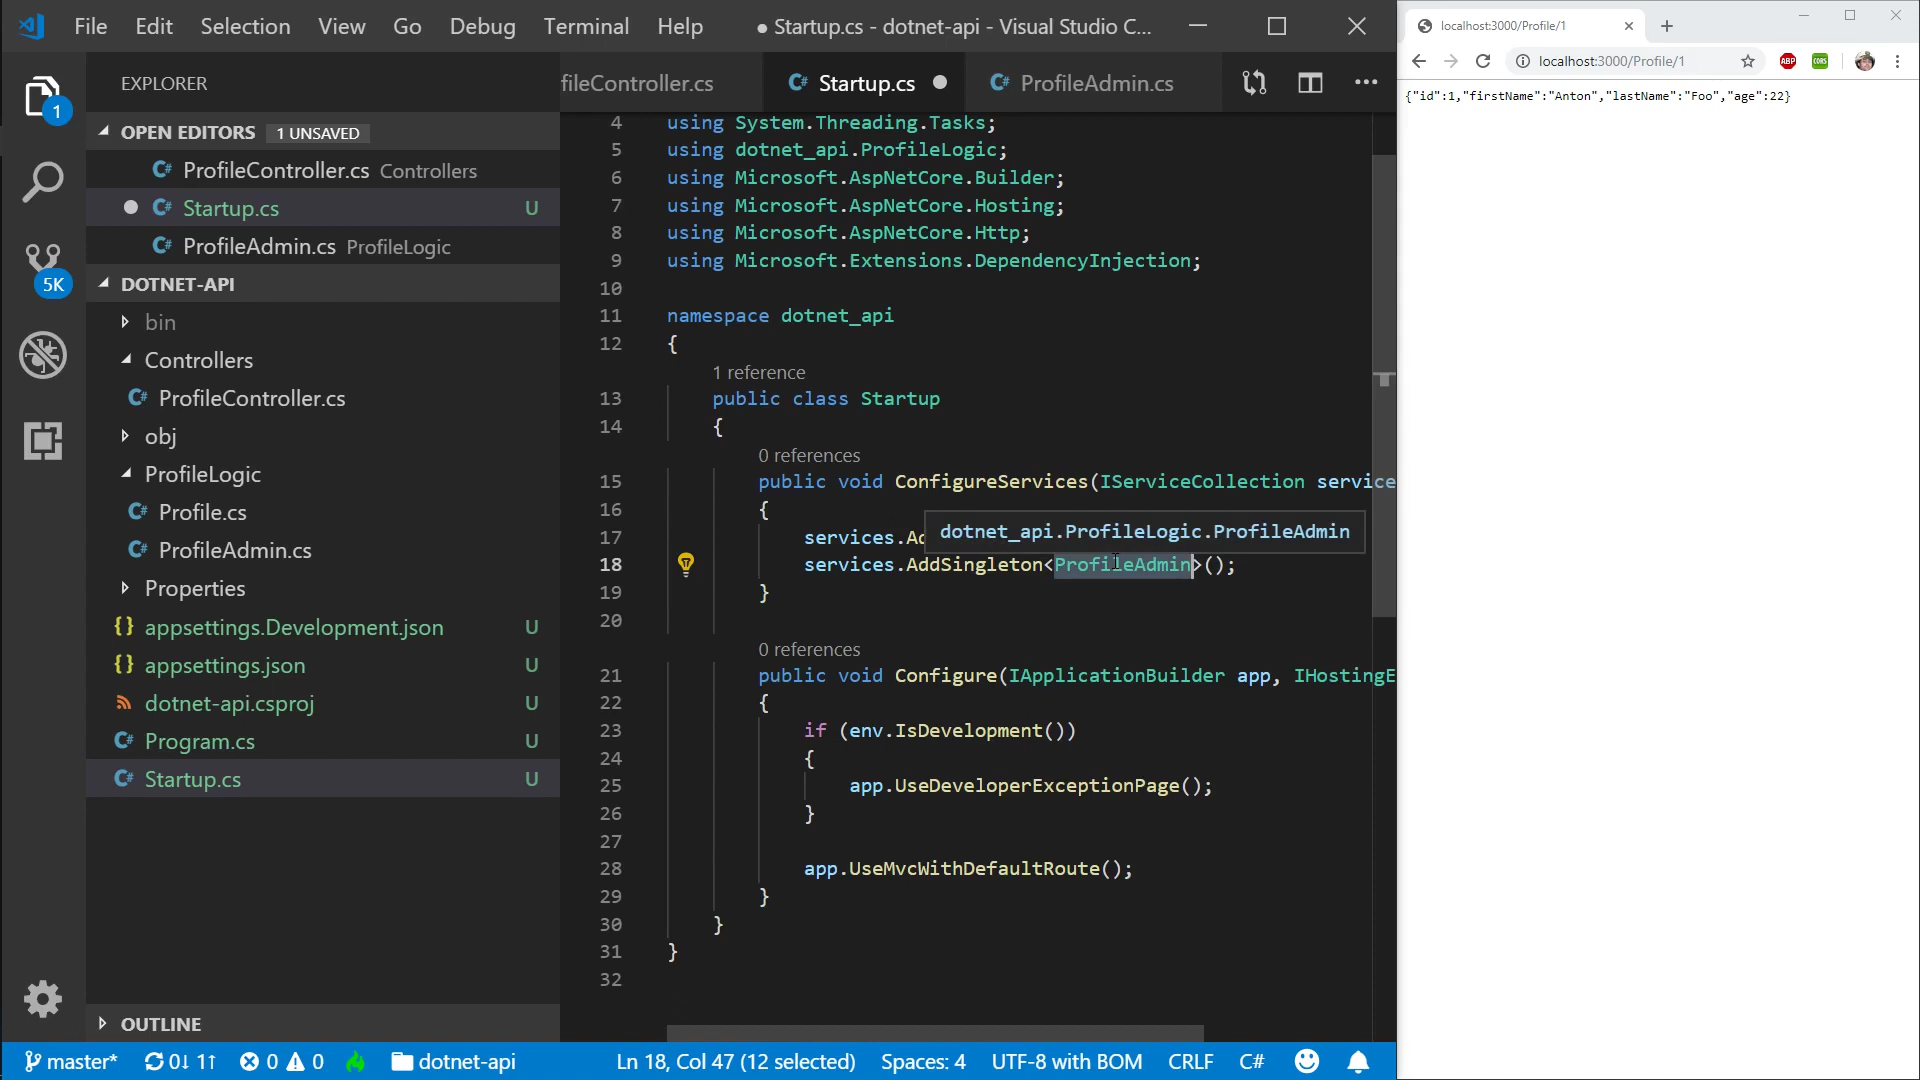 File Edit Selection View Go Debug Terminal Help ● Startup.cs - dotnet-api - Visual Studio C...
EXPLORER
OPEN EDITORS 1 UNSAVED
ProfileController.cs Controllers
Startup.cs U
ProfileAdmin.cs ProfileLogic
DOTNET-API
bin
Controllers
ProfileController.cs
obj
ProfileLogic
Profile.cs
ProfileAdmin.cs
Properties
appsettings.Development.json U
appsettings.json U
dotnet-api.csproj U
Program.cs U
Startup.cs U
OUTLINE
1
5K
fileController.cs Startup.cs ProfileAdmin.cs
4 using System.Threading.Tasks;
5 using dotnet_api.ProfileLogic;
6 using Microsoft.AspNetCore.Builder;
7 using Microsoft.AspNetCore.Hosting;
8 using Microsoft.AspNetCore.Http;
9 using Microsoft.Extensions.DependencyInjection;
10
11 namespace dotnet_api
12 {
1 reference
13 public class Startup
14 {
0 references
15 public void ConfigureServices(IServiceCollection service
16 {
17 services.Ad
dotnet_api.ProfileLogic.ProfileAdmin
18 services.AddSingleton<ProfileAdmin>();
19 }
20
0 references
21 public void Configure(IApplicationBuilder app, IHostingE
22 {
23 if (env.IsDevelopment())
24 {
25 app.UseDeveloperExceptionPage();
26 }
27
28 app.UseMvcWithDefaultRoute();
29 }
30 }
31 }
32
master* 0↓ 1↑ 0 0 dotnet-api Ln 18, Col 47 (12 selected) Spaces: 4 UTF-8 with BOM CRLF C#
localhost:3000/Profile/1
localhost:3000/Profile/1 ABP CORS
{"id":1,"firstName":"Anton","lastName":"Foo","age":22}